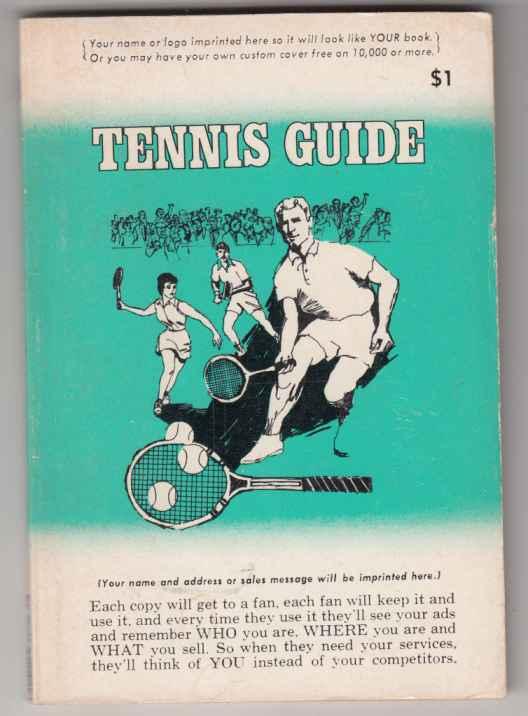 Your name or logo imprinted here so it will look like YOUR book.
Or you may have your own custom cover free on 10,000 or more.
$1
TENNIS GUIDE
(Your name and address or sales message will be imprinted here.)
Each copy will get to a fan, each fan will keep it and
use it, and every time they use it they'll see your ads
and remember WHO you are, WHERE you are and
WHAT you sell. So when they need your services,
they'll think of YOU instead of your competitors.